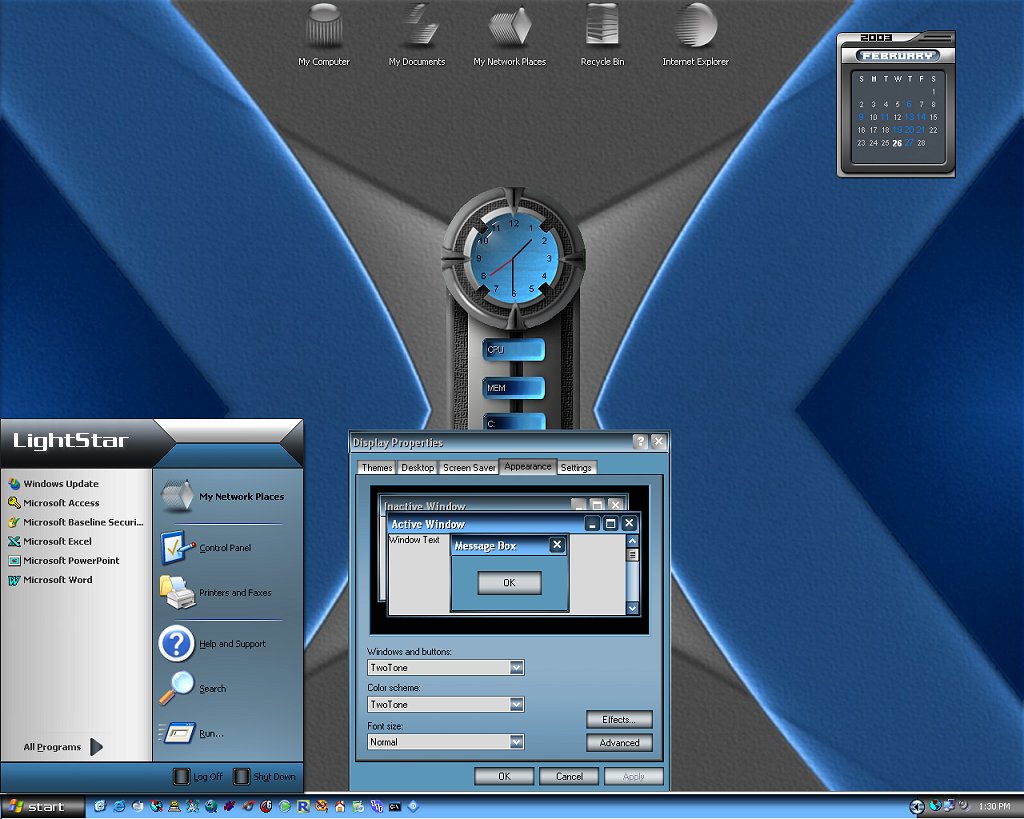 My Computer
My Documents
My Network Places
Recycle Bin
Internet Explorer
2003
FEBRUARY
S M T W T F S
1
2 3 4 5 6 7 8
9 10 11 12 13 14 15
16 17 18 19 20 21 22
23 24 25 26 27 28
12
11 1
10 2
9 3
8 4
7 5
6
CPU
MEM
C:
LightStar
Windows Update
Microsoft Access
Microsoft Baseline Securi...
Microsoft Excel
Microsoft PowerPoint
Microsoft Word
All Programs
My Network Places
Control Panel
Printers and Faxes
Help and Support
Search
Run...
Log Off Shut Down
Display Properties
Themes Desktop Screen Saver Appearance Settings
Inactive Window
Active Window
Window Text
Message Box
OK
Windows and buttons:
TwoTone
Color scheme:
TwoTone
Font size:
Normal
Effects...
Advanced
OK Cancel Apply
start
1:30 PM